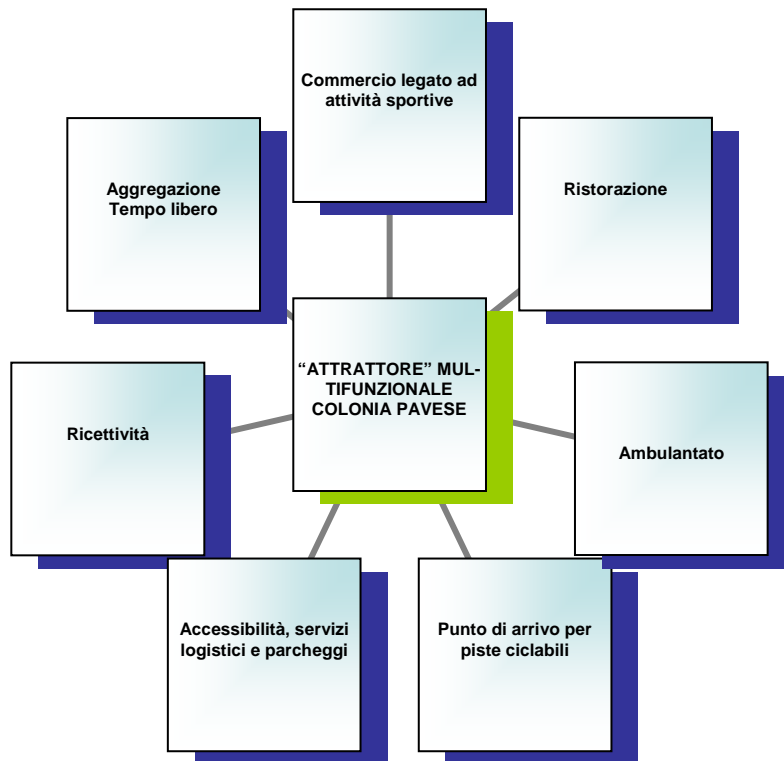 Commercio legato ad
attività sportive
Aggregazione
Tempo libero
Ristorazione
“ATTRATTORE” MUL-
TIFUNZIONALE
COLONIA PAVESE
Ricettività
Ambulantato
Accessibilità, servizi
logistici e parcheggi
Punto di arrivo per
piste ciclabili